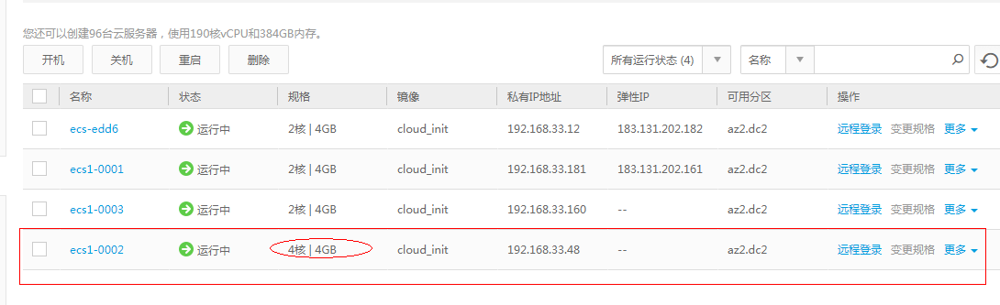 您还可以创建96台云服务器，使用190核vCPU和384GB内存。
开机 关机 重启 删除 所有运行状态 (4) 名称
名称 状态 规格 镜像 私有IP地址 弹性IP 可用分区 操作
ecs-edd6 运行中 2核 | 4GB cloud_init 192.168.33.12 183.131.202.182 az2.dc2 远程登录 变更规格 更多
ecs1-0001 运行中 2核 | 4GB cloud_init 192.168.33.181 183.131.202.161 az2.dc2 远程登录 变更规格 更多
ecs1-0003 运行中 2核 | 4GB cloud_init 192.168.33.160 -- az2.dc2 远程登录 变更规格 更多
ecs1-0002 运行中 4核 | 4GB cloud_init 192.168.33.48 -- az2.dc2 远程登录 变更规格 更多